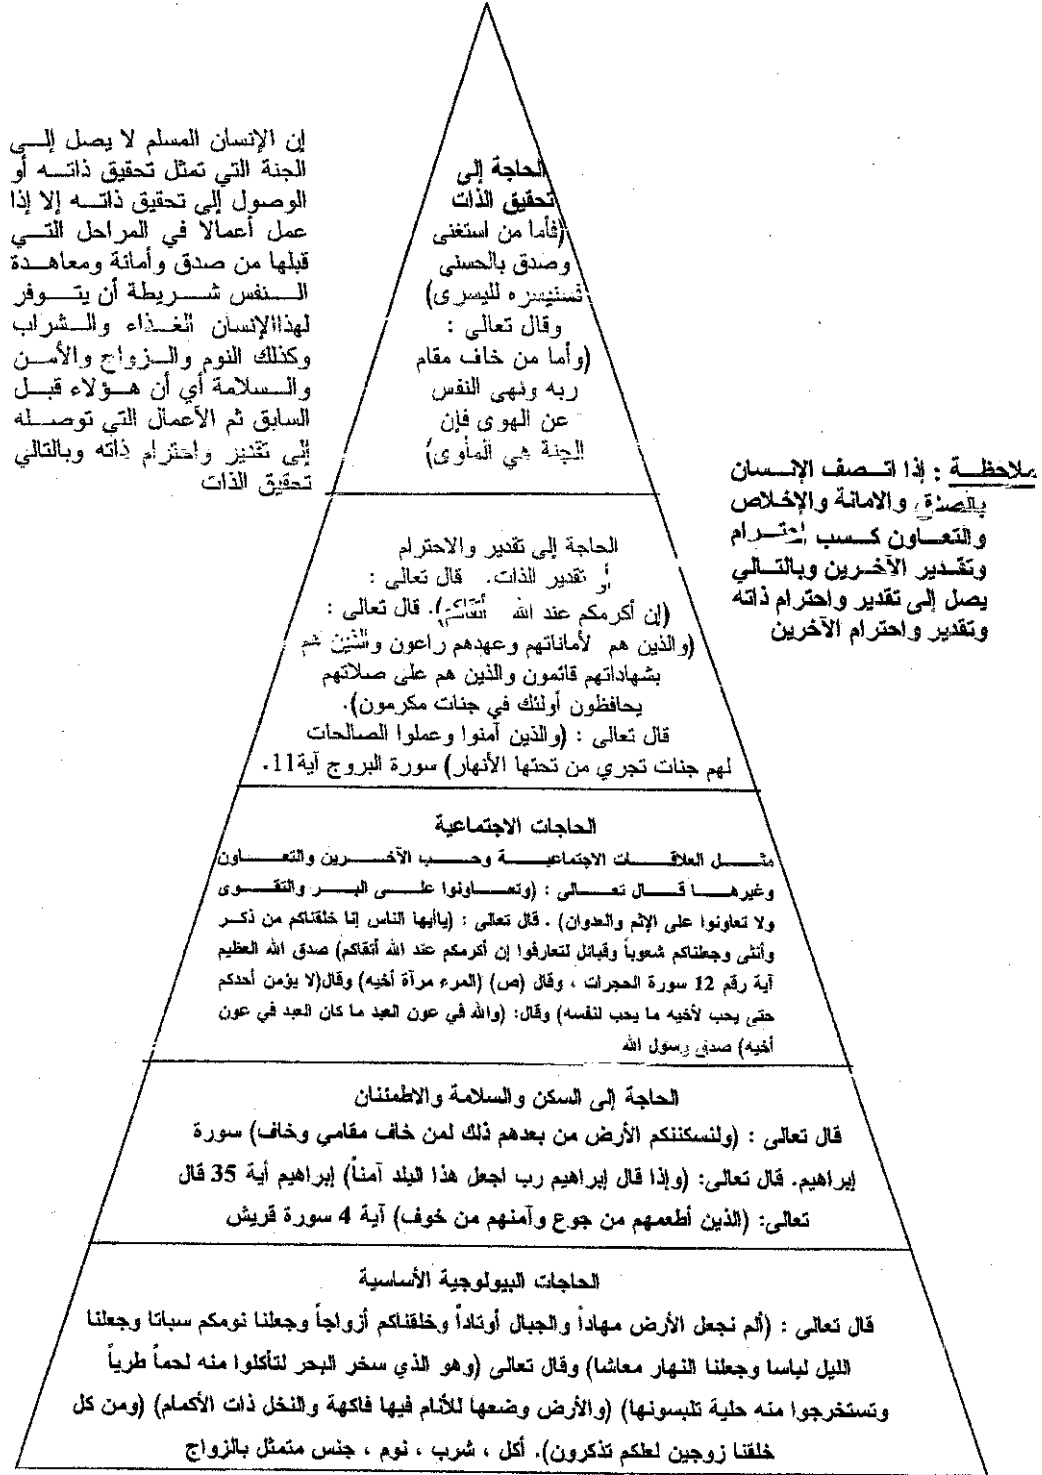 إن الإنسان المسلم لا يصل إلى
الجنة التي تمثل تحقيق ذاته أو
الوصول إلى تحقيق ذاته إلا إذا
عمل أعمالا في المراحل التي
قبلها من صدق وأمانة ومعاهدة
النفس شريطة أن يتوفر
لهذاالإنسان الغذاء والشراب
وكذلك النوم والزواج والأمن
والسلامة أي أن هؤلاء قبل
السابق ثم الأعمال التي توصله
إلى تقدير واحترام ذاته وبالتالي
تحقيق الذات
الحاجة إلى
تحقيق الذات
(فأما من استغنى
وصدق بالحسنى
فسنيسره لليسرى)
وقال تعالى :
(وأما من خاف مقام
ربه ونهى النفس
عن الهوى فإن
الجنة هي المأوى)
ملاحظة : إذا اتصف الإنسان
بالصدق والامانة والإخلاص
والتعاون كسب إحترام
وتقدير الآخرين وبالتالي
يصل إلى تقدير واحترام ذاته
وتقدير واحترام الآخرين
الحاجة إلى تقدير والاحترام
أو تقدير الذات. قال تعالى :
(إن أكرمكم عند الله أتقاكم). قال تعالى :
(والذين هم لأماناتهم وعهدهم راعون والذين هم
بشهاداتهم قائمون والذين هم على صلاتهم
يحافظون أولئك في جنات مكرمون).
قال تعالى : (والذين آمنوا وعملوا الصالحات
لهم جنات تجري من تحتها الأنهار) سورة البروج آية11.
الحاجات الاجتماعية
مثل العلاقات الاجتماعية وحب الآخرين والتعاون
وغيرها قال تعالى : (وتعاونوا على البر والتقوى
ولا تعاونوا على الإثم والعدوان) . قال تعالى : (ياأيها الناس إنا خلقناكم من ذكر
وأنثى وجعلناكم شعوباً وقبائل لتعارفوا إن أكرمكم عند الله أتقاكم) صدق الله العظيم
آية رقم 12 سورة الحجرات ، وقال (ص) (المرء مرآة أخيه) وقال(لا يؤمن أحدكم
حتى يحب لأخيه ما يحب لنفسه) وقال: (والله في عون العبد ما كان العبد في عون
أخيه) صدق رسول الله
الحاجة إلى السكن والسلامة والاطمئنان
قال تعالى : (ولنسكننكم الأرض من بعدهم ذلك لمن خاف مقامي وخاف) سورة
إبراهيم. قال تعالى: (وإذا قال إبراهيم رب اجعل هذا البلد آمناً) إبراهيم أية 35 قال
تعالى: (الذين أطعمهم من جوع وآمنهم من خوف) آية 4 سورة قريش
الحاجات البيولوجية الأساسية
قال تعالى : (ألم نجعل الأرض مهاداً والجبال أوتاداً وخلقناكم أزواجاً وجعلنا نومكم سباتا وجعلنا
الليل لباسا وجعلنا النهار معاشا) وقال تعالى (وهو الذي سخر البحر لتأكلوا منه لحماً طرياً
وتستخرجوا منه حلية تلبسونها) (والأرض وضعها للأنام فيها فاكهة والنخل ذات الأكمام) (ومن كل
خلقنا زوجين لعلكم تذكرون). أكل ، شرب ، نوم ، جنس متمثل بالزواج